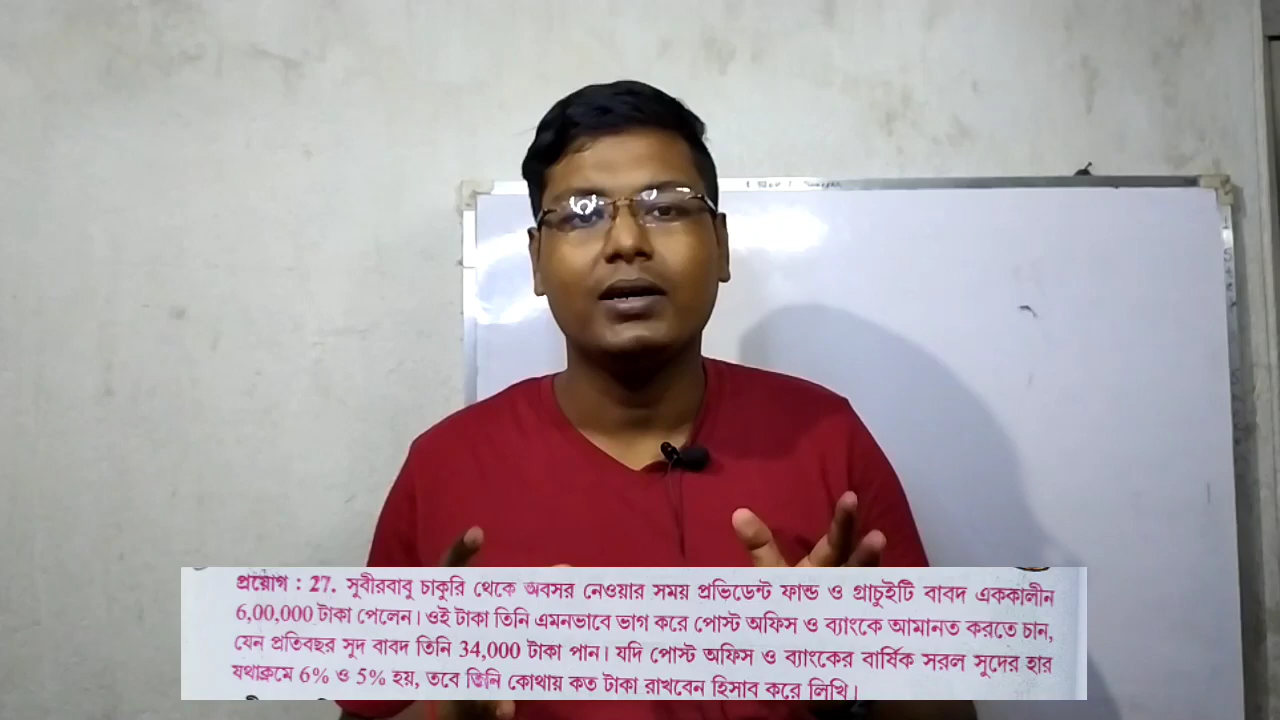 প্রয়োগ : 27. সুবীরবাবু চাকুরি থেকে অবসর নেওয়ার সময় প্রভিডেন্ট ফান্ড ও গ্রাচুইটি বাবদ এককালীন
6,00,000 টাকা পেলেন। ওই টাকা তিনি এমনভাবে ভাগ করে পোস্ট অফিস ও ব্যাংকে আমানত করতে চান,
যেন প্রতিবছর সুদ বাবদ তিনি 34,000 টাকা পান। যদি পোস্ট অফিস ও ব্যাংকের বার্ষিক সরল সুদের হার
যথাক্রমে 6% ও 5% হয়, তবে তিনি কোথায় কত টাকা রাখবেন হিসাব করে লিখি।